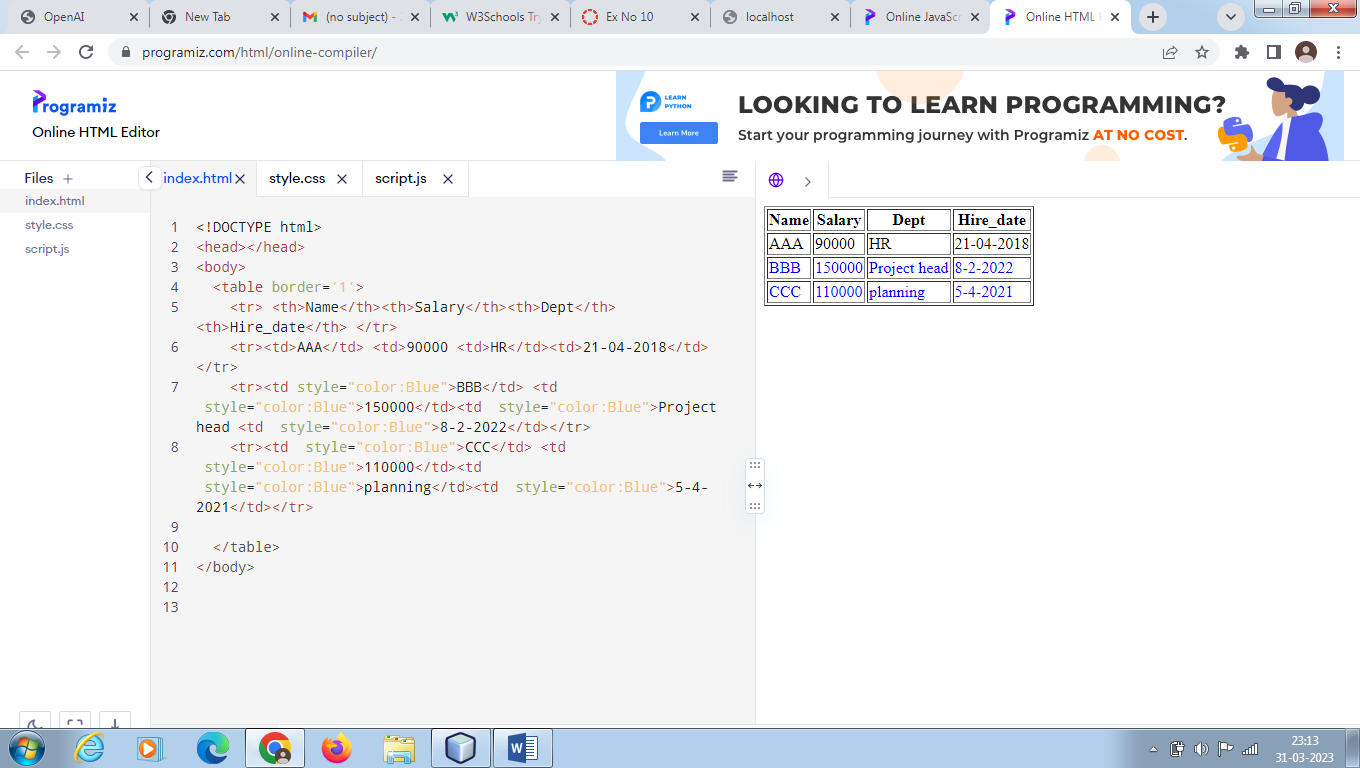 OpenAI
New Tab
(no subject) -
W3Schools Try
Ex No 10
localhost
Online JavaScr
Online HTML E
programiz.com/html/online-compiler/
Programiz
Online HTML Editor
LEARN
PYTHON
Learn More
LOOKING TO LEARN PROGRAMMING?
Start your programming journey with Programiz AT NO COST.
Files +
index.html
style.css
script.js
index.html
style.css
script.js
1 <!DOCTYPE html>
2 <head></head>
3 <body>
4 <table border='1'>
5 <tr> <th>Name</th><th>Salary</th><th>Dept</th>
<th>Hire_date</th> </tr>
6 <tr><td>AAA</td> <td>90000 <td>HR</td><td>21-04-2018</td>
</tr>
7 <tr><td style="color:Blue">BBB</td> <td
style="color:Blue">150000</td><td  style="color:Blue">Project
head <td  style="color:Blue">8-2-2022</td></tr>
8 <tr><td  style="color:Blue">CCC</td> <td
style="color:Blue">110000</td><td
style="color:Blue">planning</td><td  style="color:Blue">5-4-
2021</td></tr>
9
10 </table>
11 </body>
12
13
Name Salary Dept Hire_date
AAA 90000 HR 21-04-2018
BBB 150000 Project head 8-2-2022
CCC 110000 planning 5-4-2021
23:13
31-03-2023